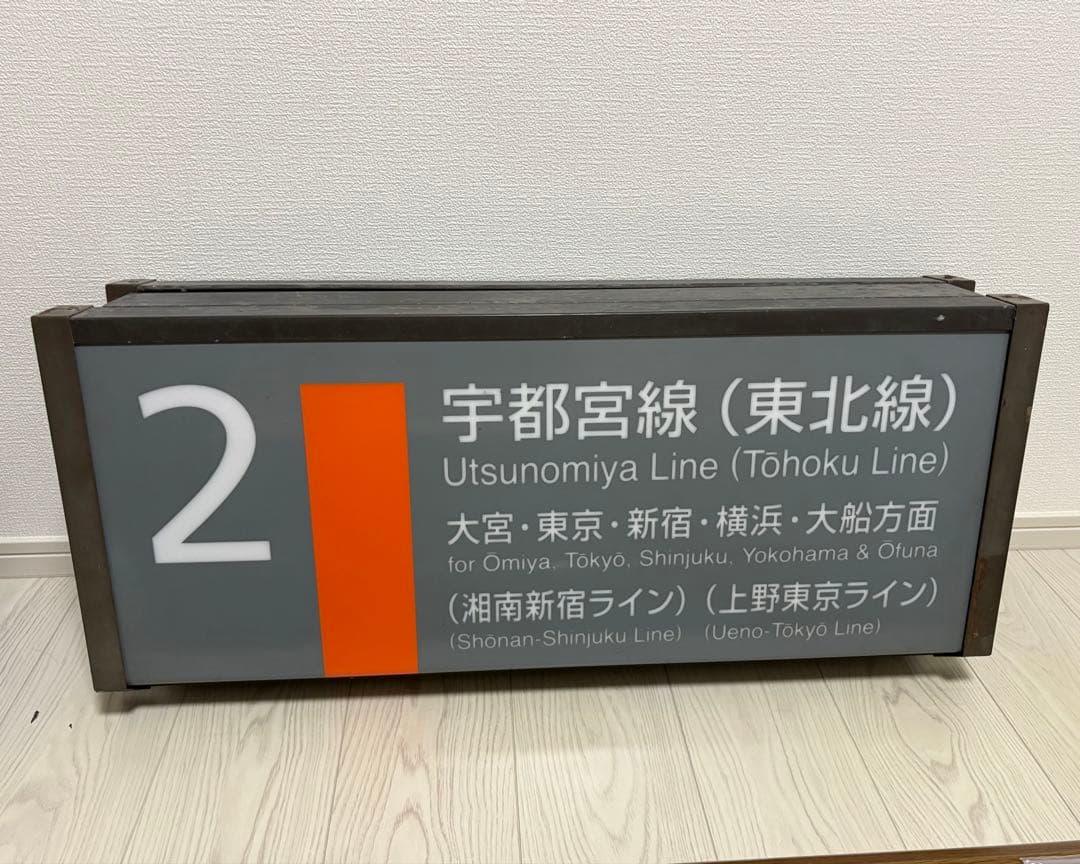 2
宇都宮線（東北線）
Utsunomiya Line (Tōhoku Line)
大宮・東京・新宿・横浜・大船方面
for Ōmiya, Tōkyō, Shinjuku, Yokohama & Ōfuna
（湘南新宿ライン）（上野東京ライン）
(Shōnan-Shinjuku Line) (Ueno-Tōkyō Line)